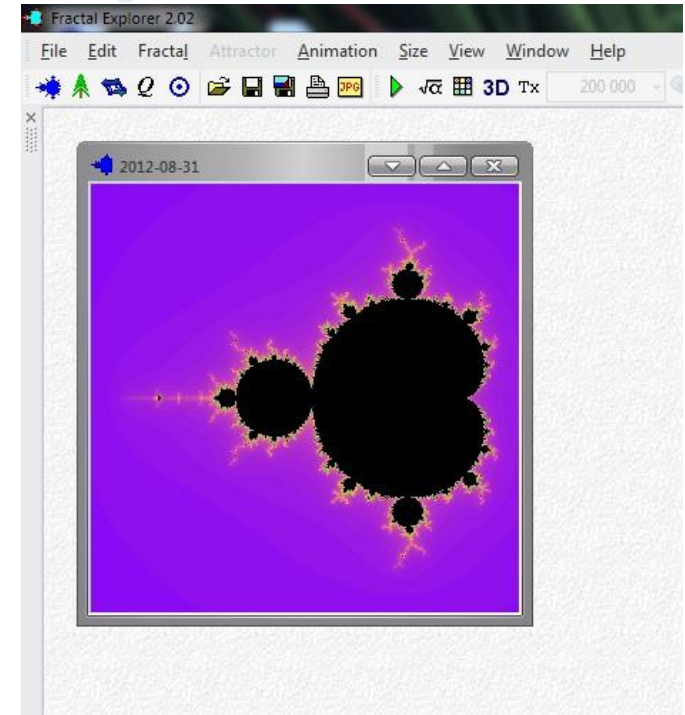 Fractal Explorer 2.02
File Edit Fractal Attractor Animation Size View Window Help
Q JPG √α 3D Tx 200 000
2012-08-31